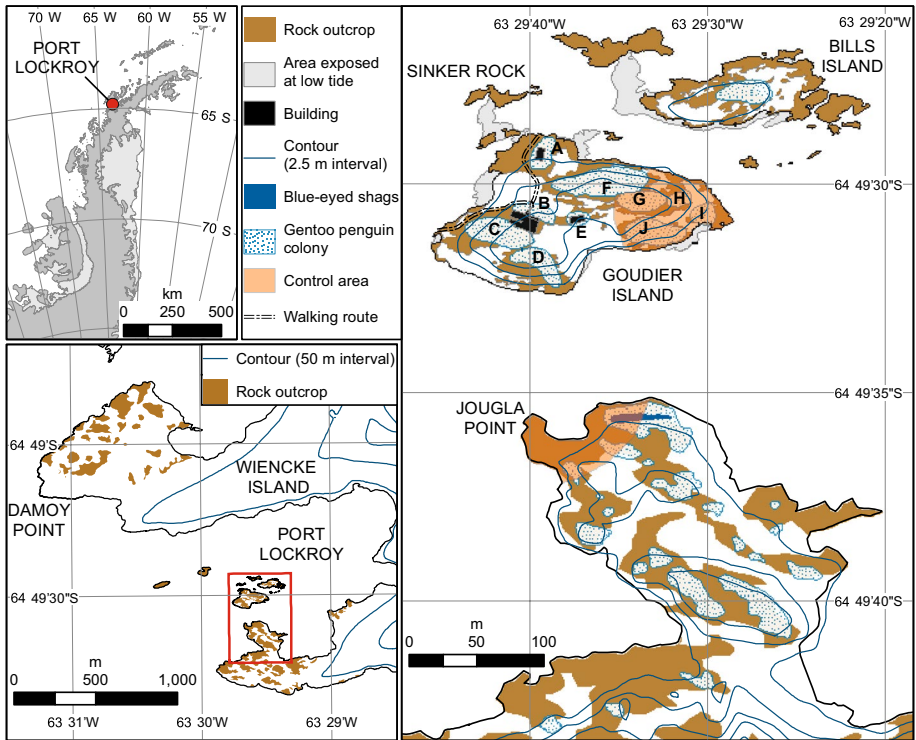 70 W
65 W
60 W
55 W
PORT
LOCKROY
65 S
70 S
km
0
250
500
Rock outcrop
Area exposed
at low tide
Building
Contour
(2.5 m interval)
Blue-eyed shags
Gentoo penguin
colony
Control area
Walking route
Contour (50 m interval)
Rock outcrop
64 49'S
WIENCKE
ISLAND
DAMOY
POINT
PORT
LOCKROY
64 49'30"S
m
0
500
1,000
63 31'W
63 30'W
63 29'W
63 29'40"W
63 29'30"W
63 29'20"W
SINKER ROCK
BILLS
ISLAND
A
64 49'30"S
F
G
H
B
I
C
E
J
D
GOUDIER
ISLAND
64 49'35"S
JOUGLA
POINT
64 49'40"S
m
0
50
100